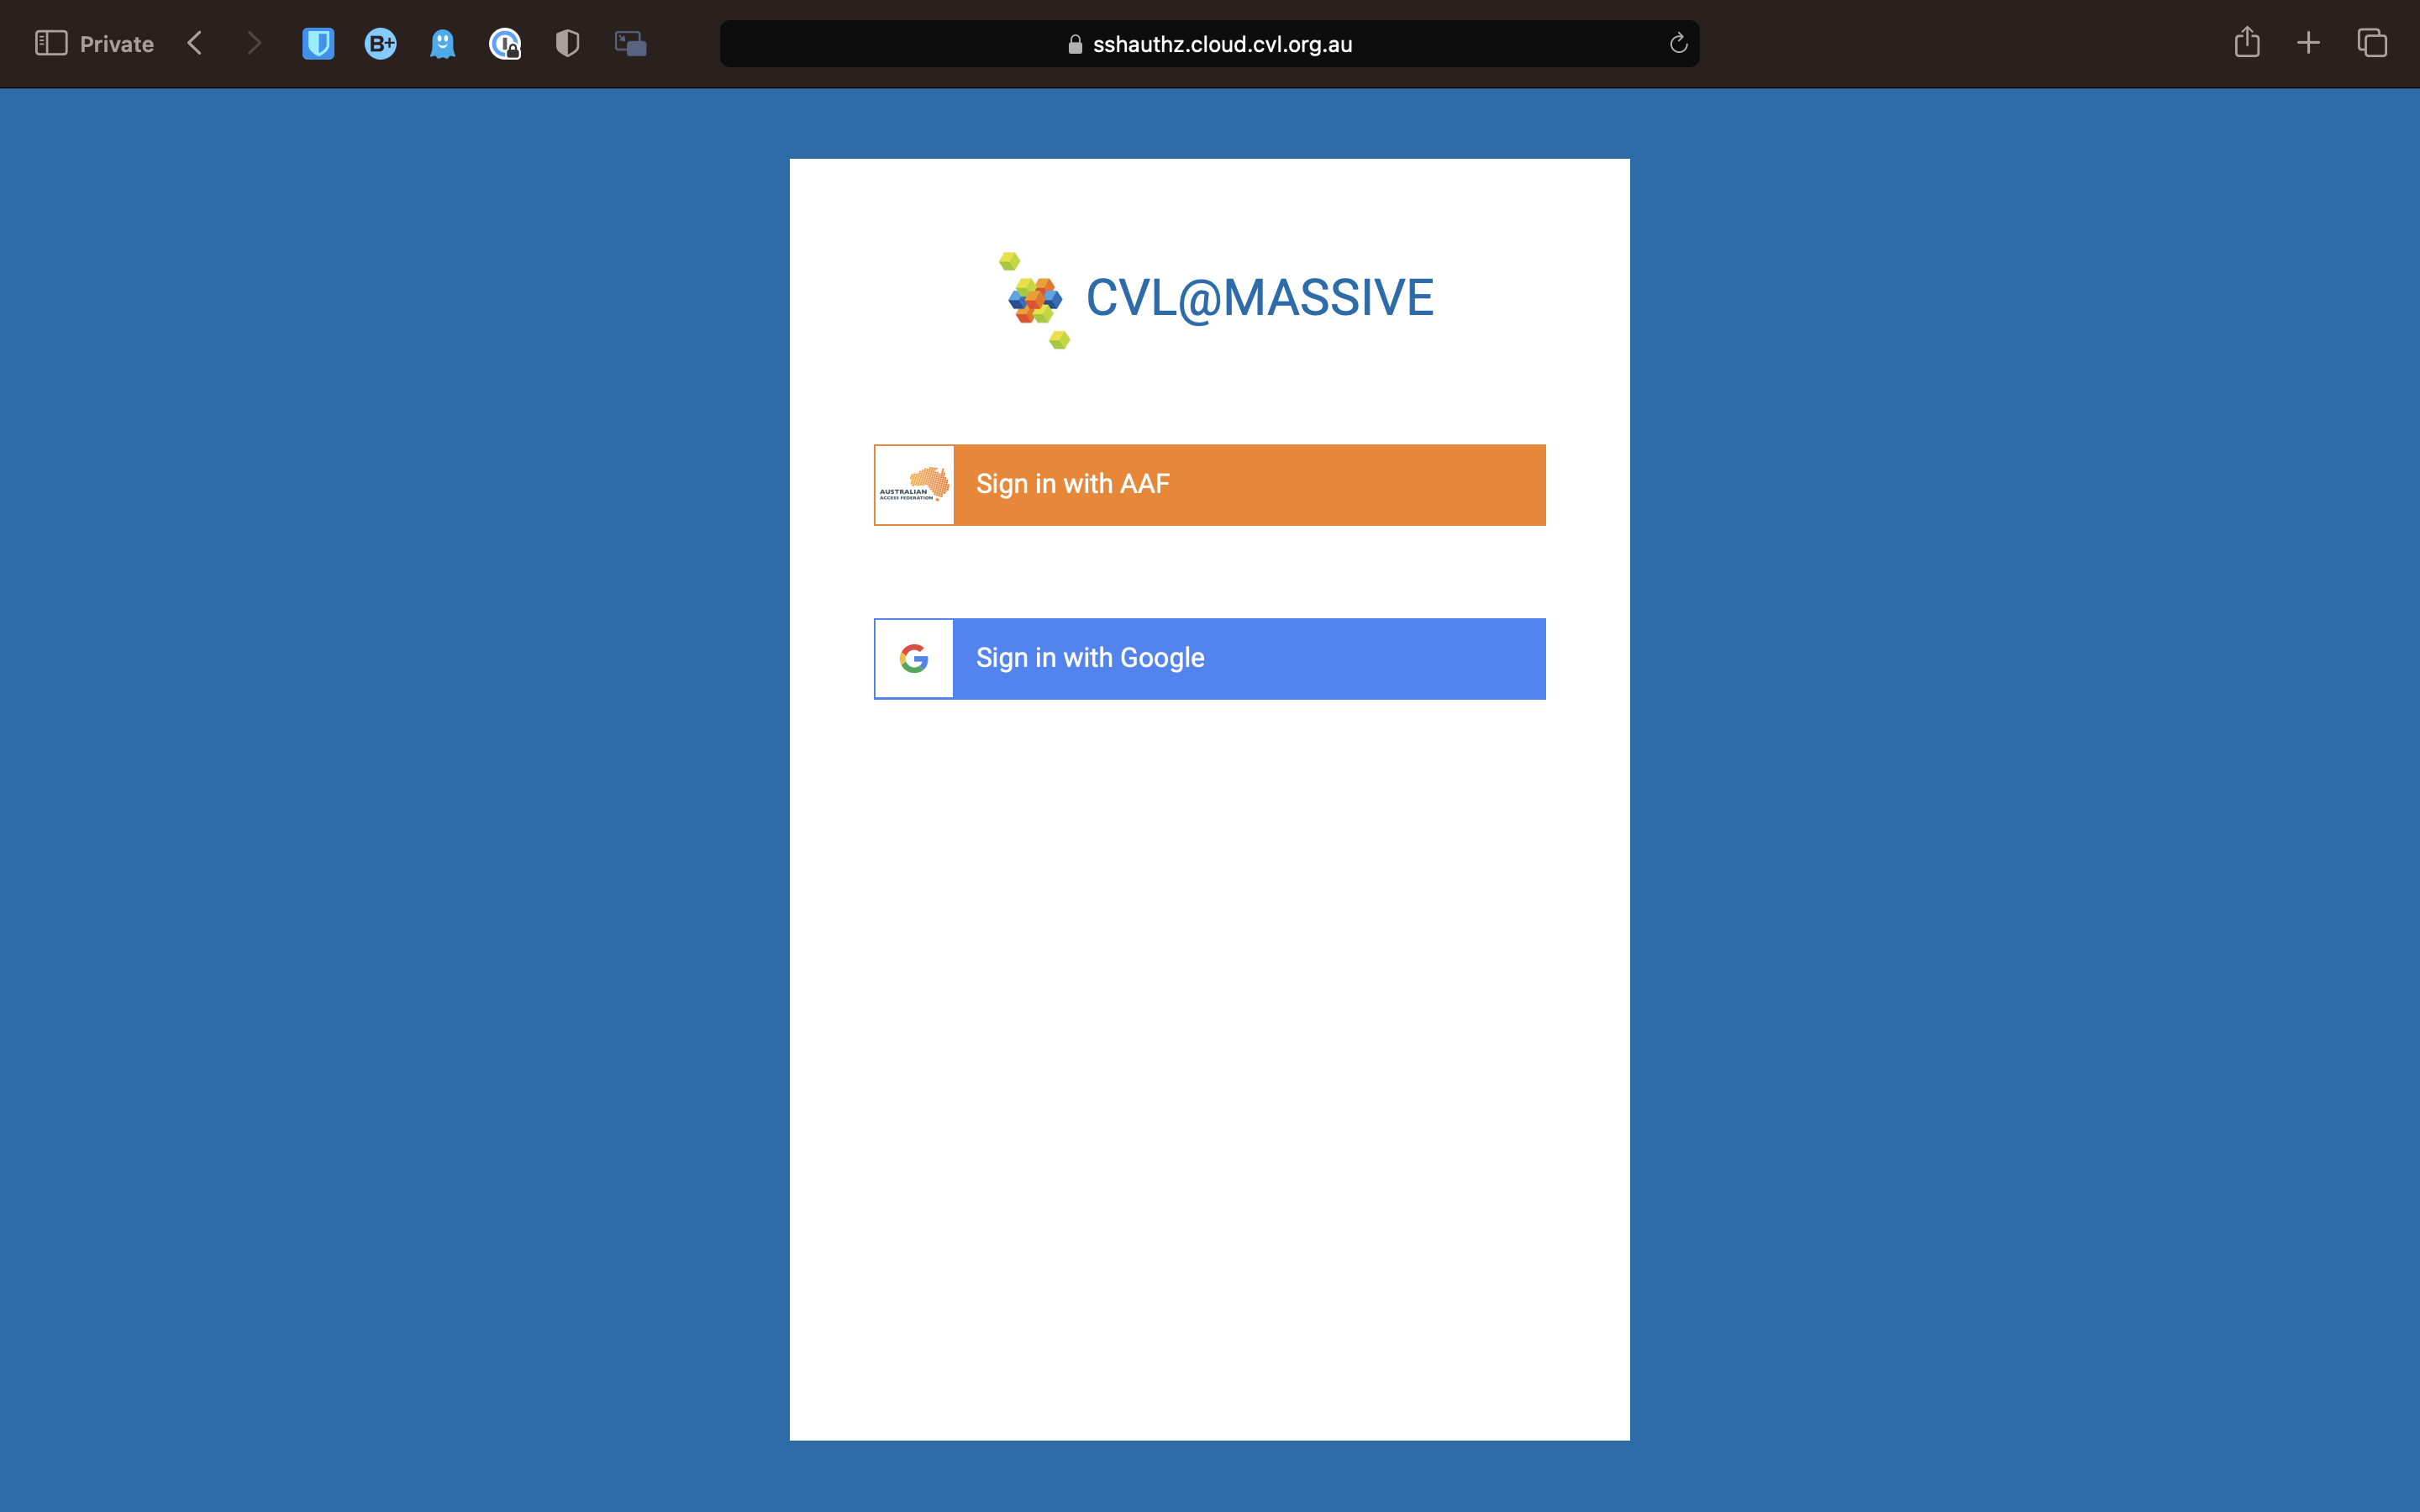 Private
B+
sshauthz.cloud.cvl.org.au
CVL@MASSIVE
AUSTRALIAN
ACCESS FEDERATION
Sign in with AAF
G
Sign in with Google